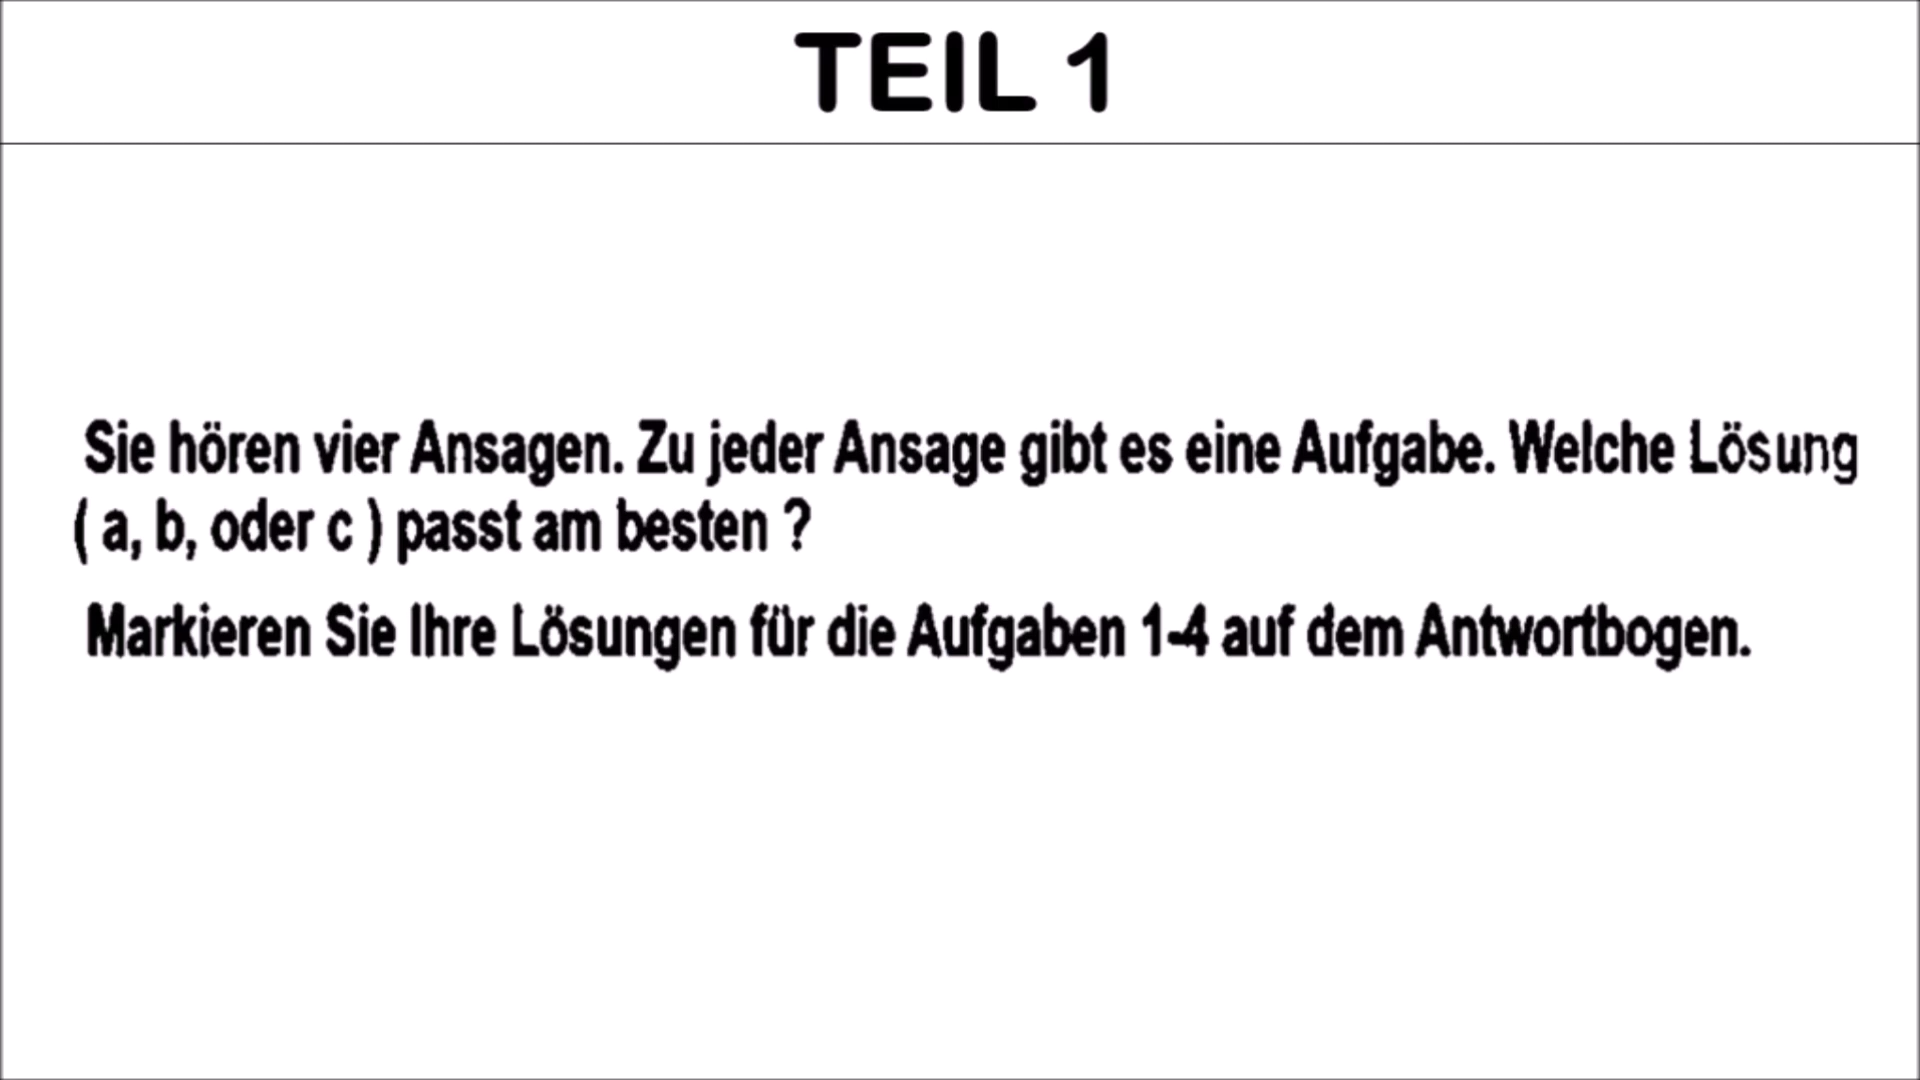 TEIL 1
Sie hören vier Ansagen. Zu jeder Ansage gibt es eine Aufgabe. Welche Lösung
( a, b, oder c ) passt am besten ?
Markieren Sie Ihre Lösungen für die Aufgaben 1-4 auf dem Antwortbogen.